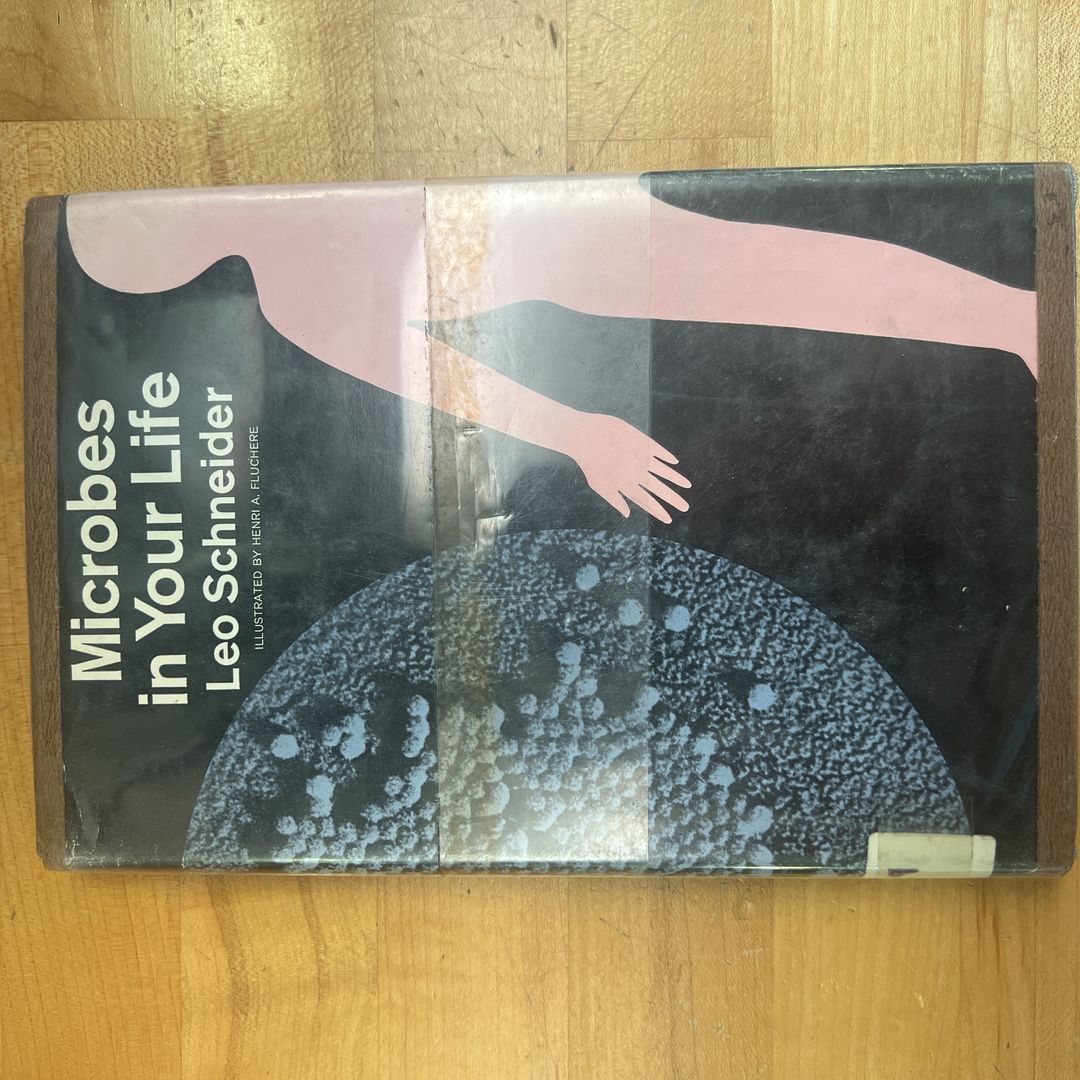 Microbes
in Your Life
Leo Schneider
ILLUSTRATED BY HENRI A. FLUCHERE